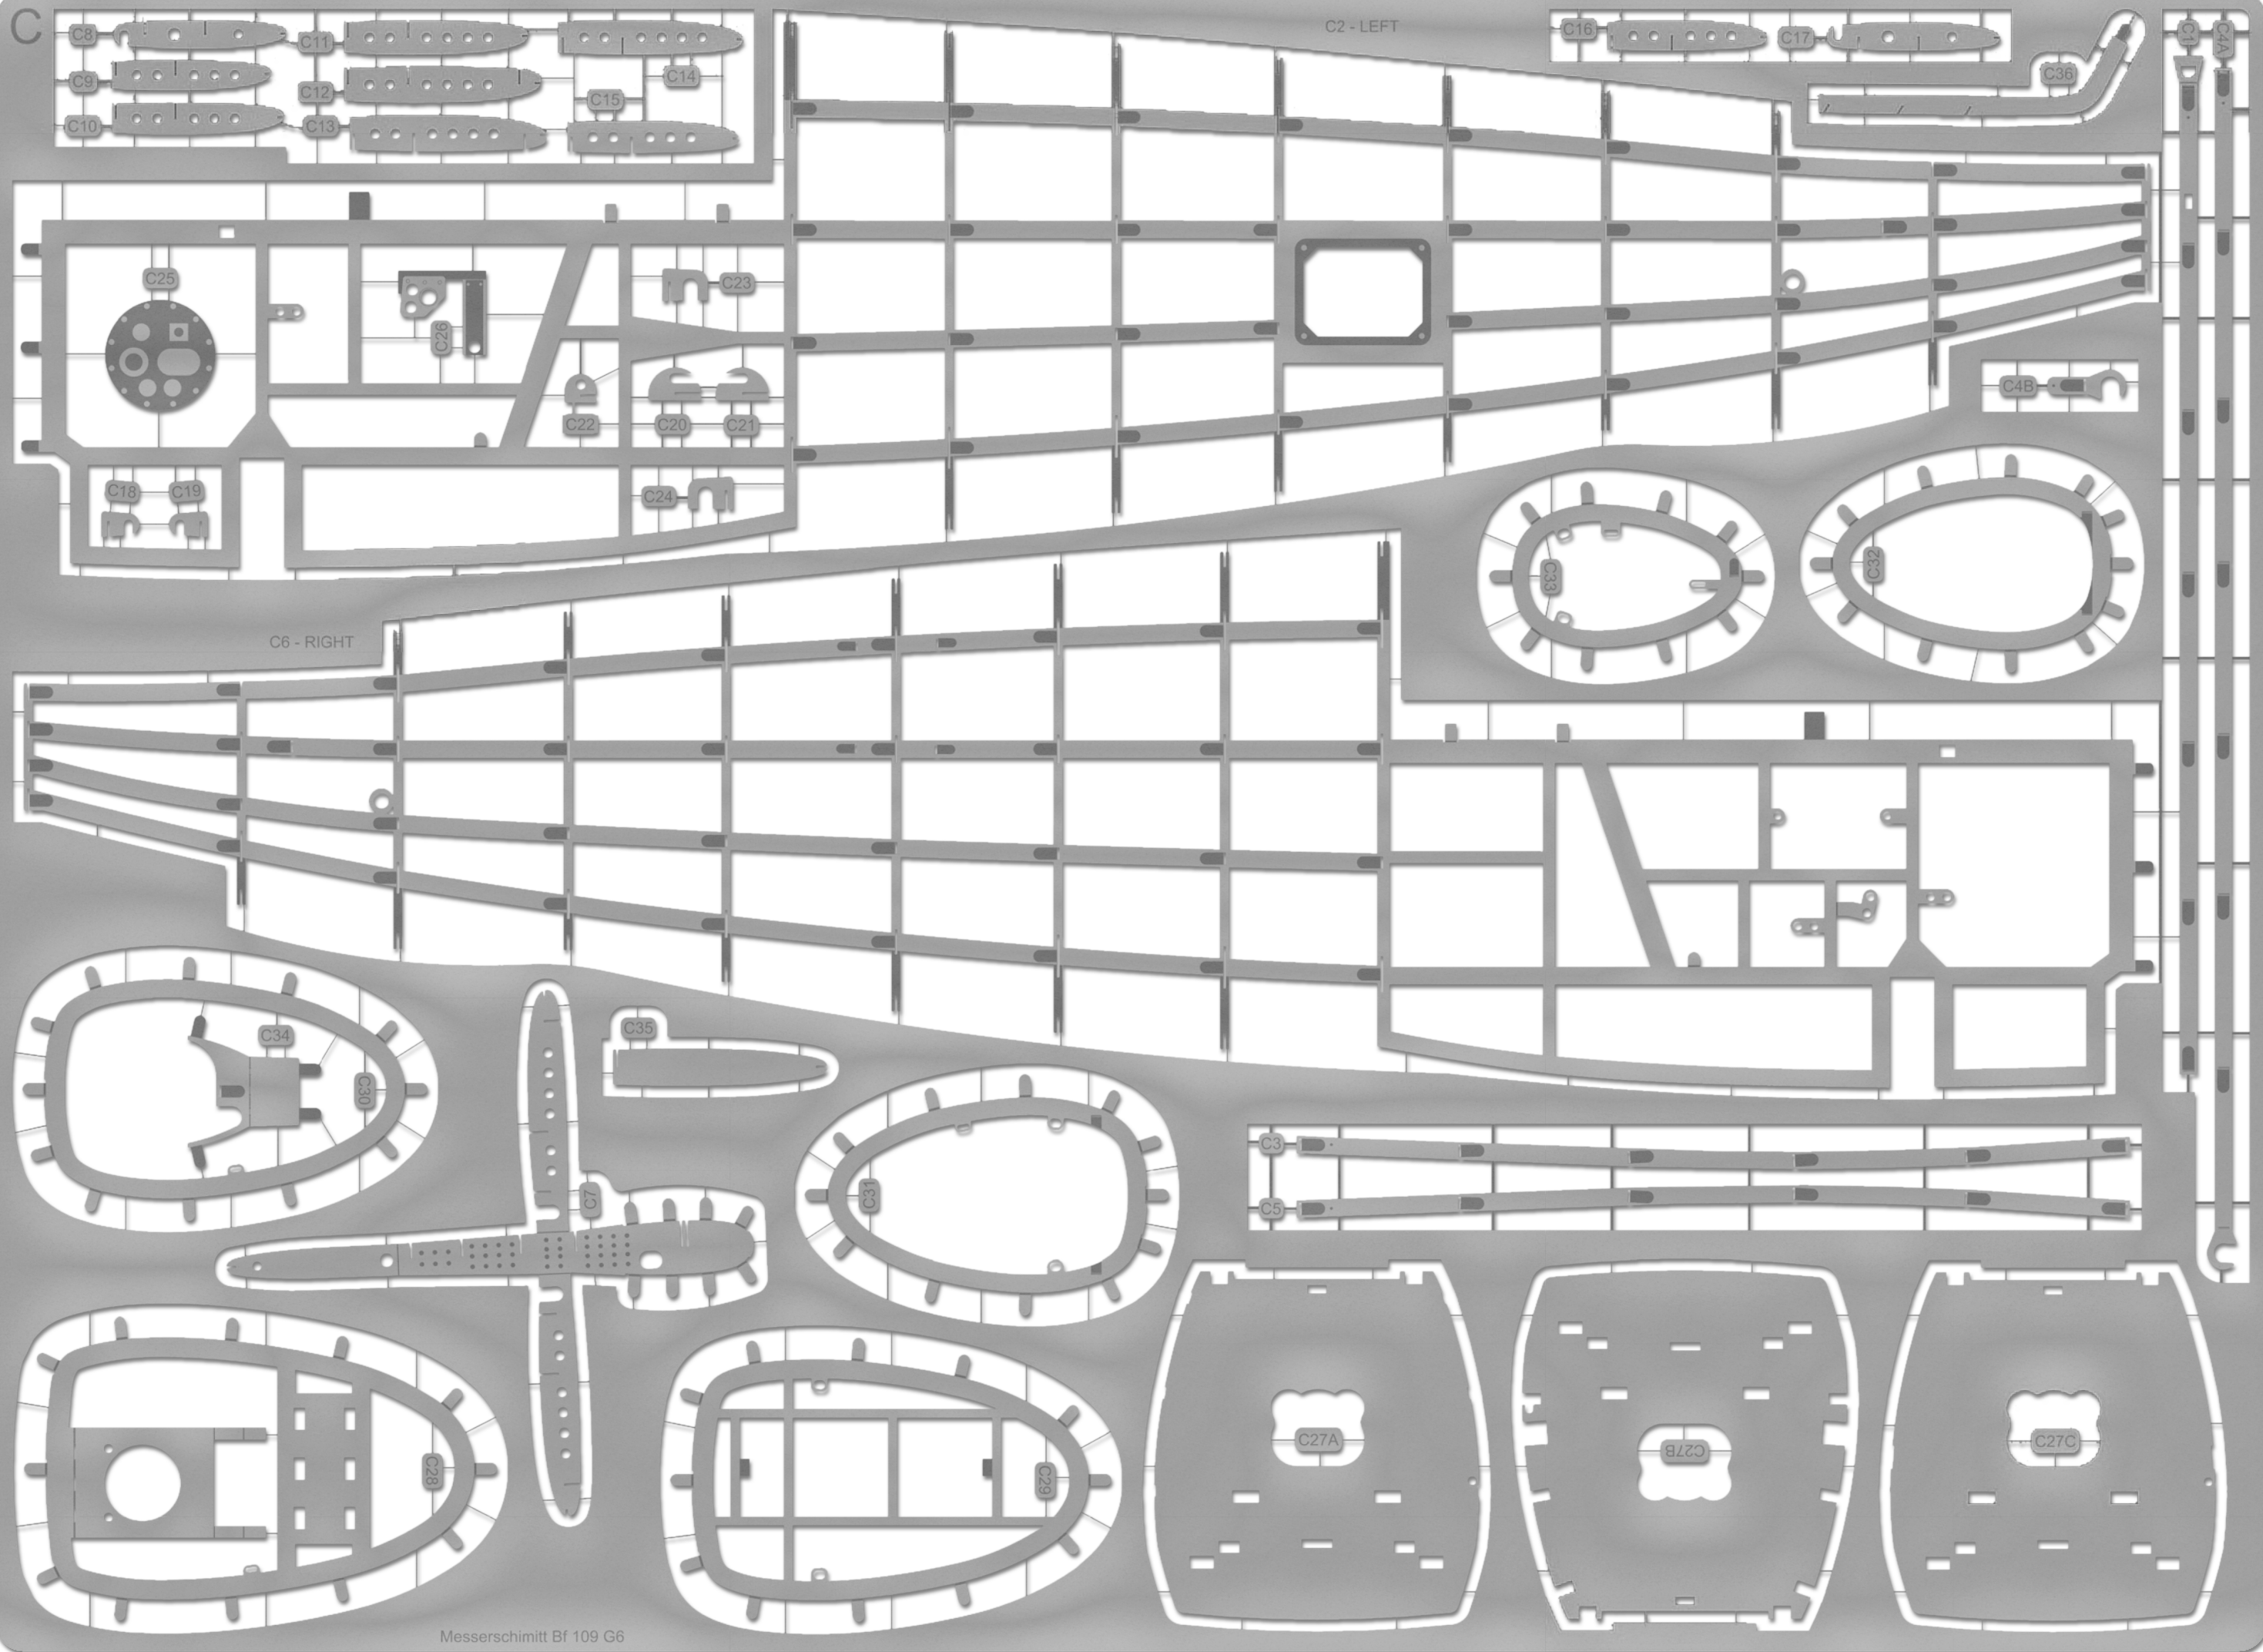 C
C8
C11
C14
C9
C12
C15
C10
C13
C2 - LEFT
C16
C17
C36
C1
C4A
C25
C23
C26
C22
C20
C21
C18
C19
C24
C4B
C33
C32
C6 - RIGHT
C34
C30
C35
C7
C31
C3
C5
C28
C29
C27A
C27B
C27C
Messerschimitt Bf 109 G6